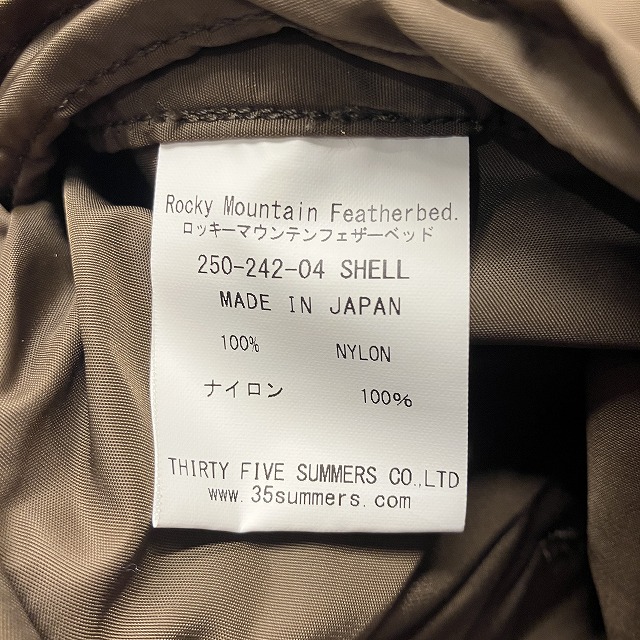 Rocky Mountain Featherbed.
ロッキーマウンテンフェザーベッド
250-242-04 SHELL
MADE IN JAPAN
100% NYLON
ナイロン 100%
THIRTY FIVE SUMMERS CO.,LTD
www.35summers.com